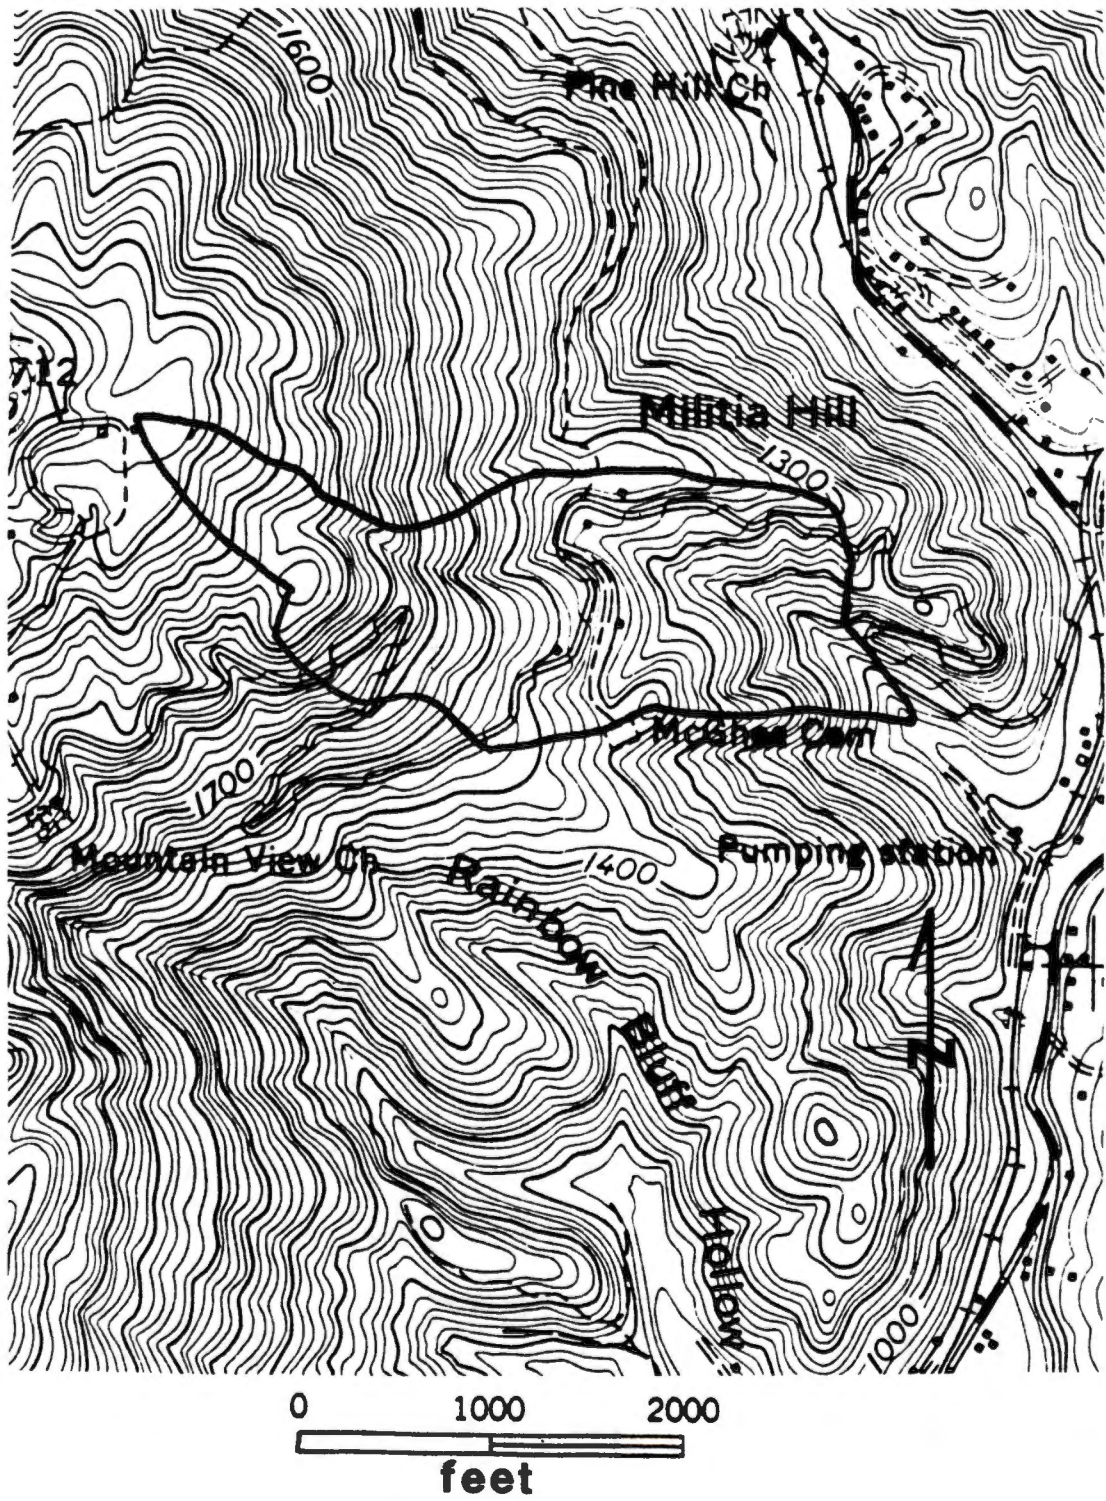 1600
Pine Hill Ch
712
Militia Hill
1300
McGhee Cem
1700
Mountain View Ch
Rainbow
1400
Pumping station
Bluff
N
Hollow
1000
0 1000 2000
feet